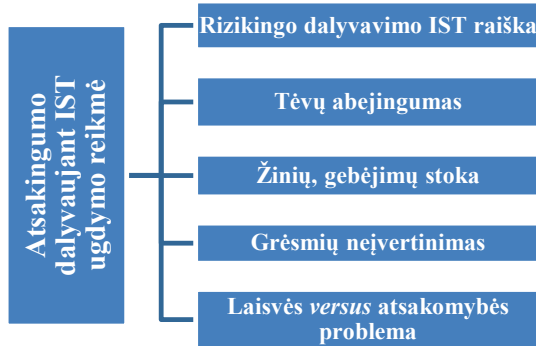 Atsakingumo
dalyvaujant IST
ugdymo reikmė
Rizikingo dalyvavimo IST raiška
Tėvų abejingumas
Žinių, gebėjimų stoka
Grėsmių neįvertinimas
Laisvės versus atsakomybės
problema